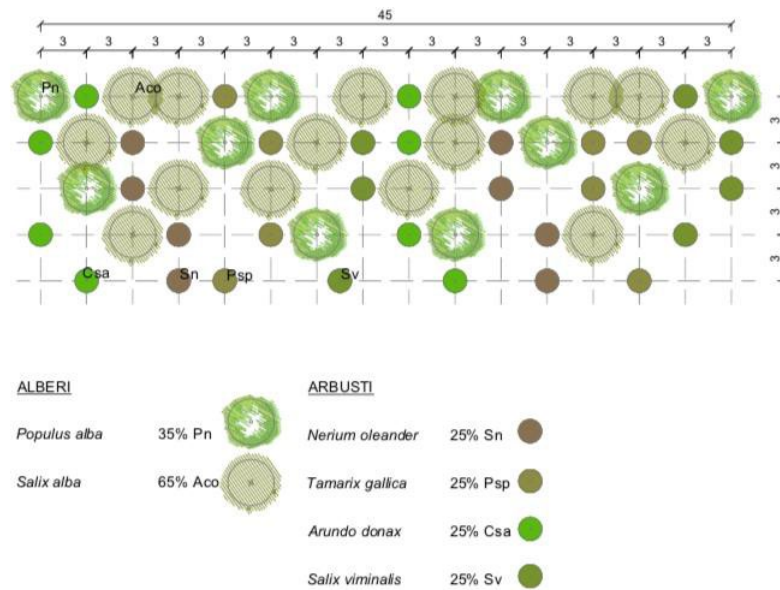 45
3 3 3 3 3 3 3 3 3 3 3 3 3 3 3
Pn Aco
3
3
3
3
Csa Sn Psp Sv
ALBERI
Populus alba 35% Pn
Salix alba 65% Aco
ARBUSTI
Nerium oleander 25% Sn
Tamarix gallica 25% Psp
Arundo donax 25% Csa
Salix viminalis 25% Sv